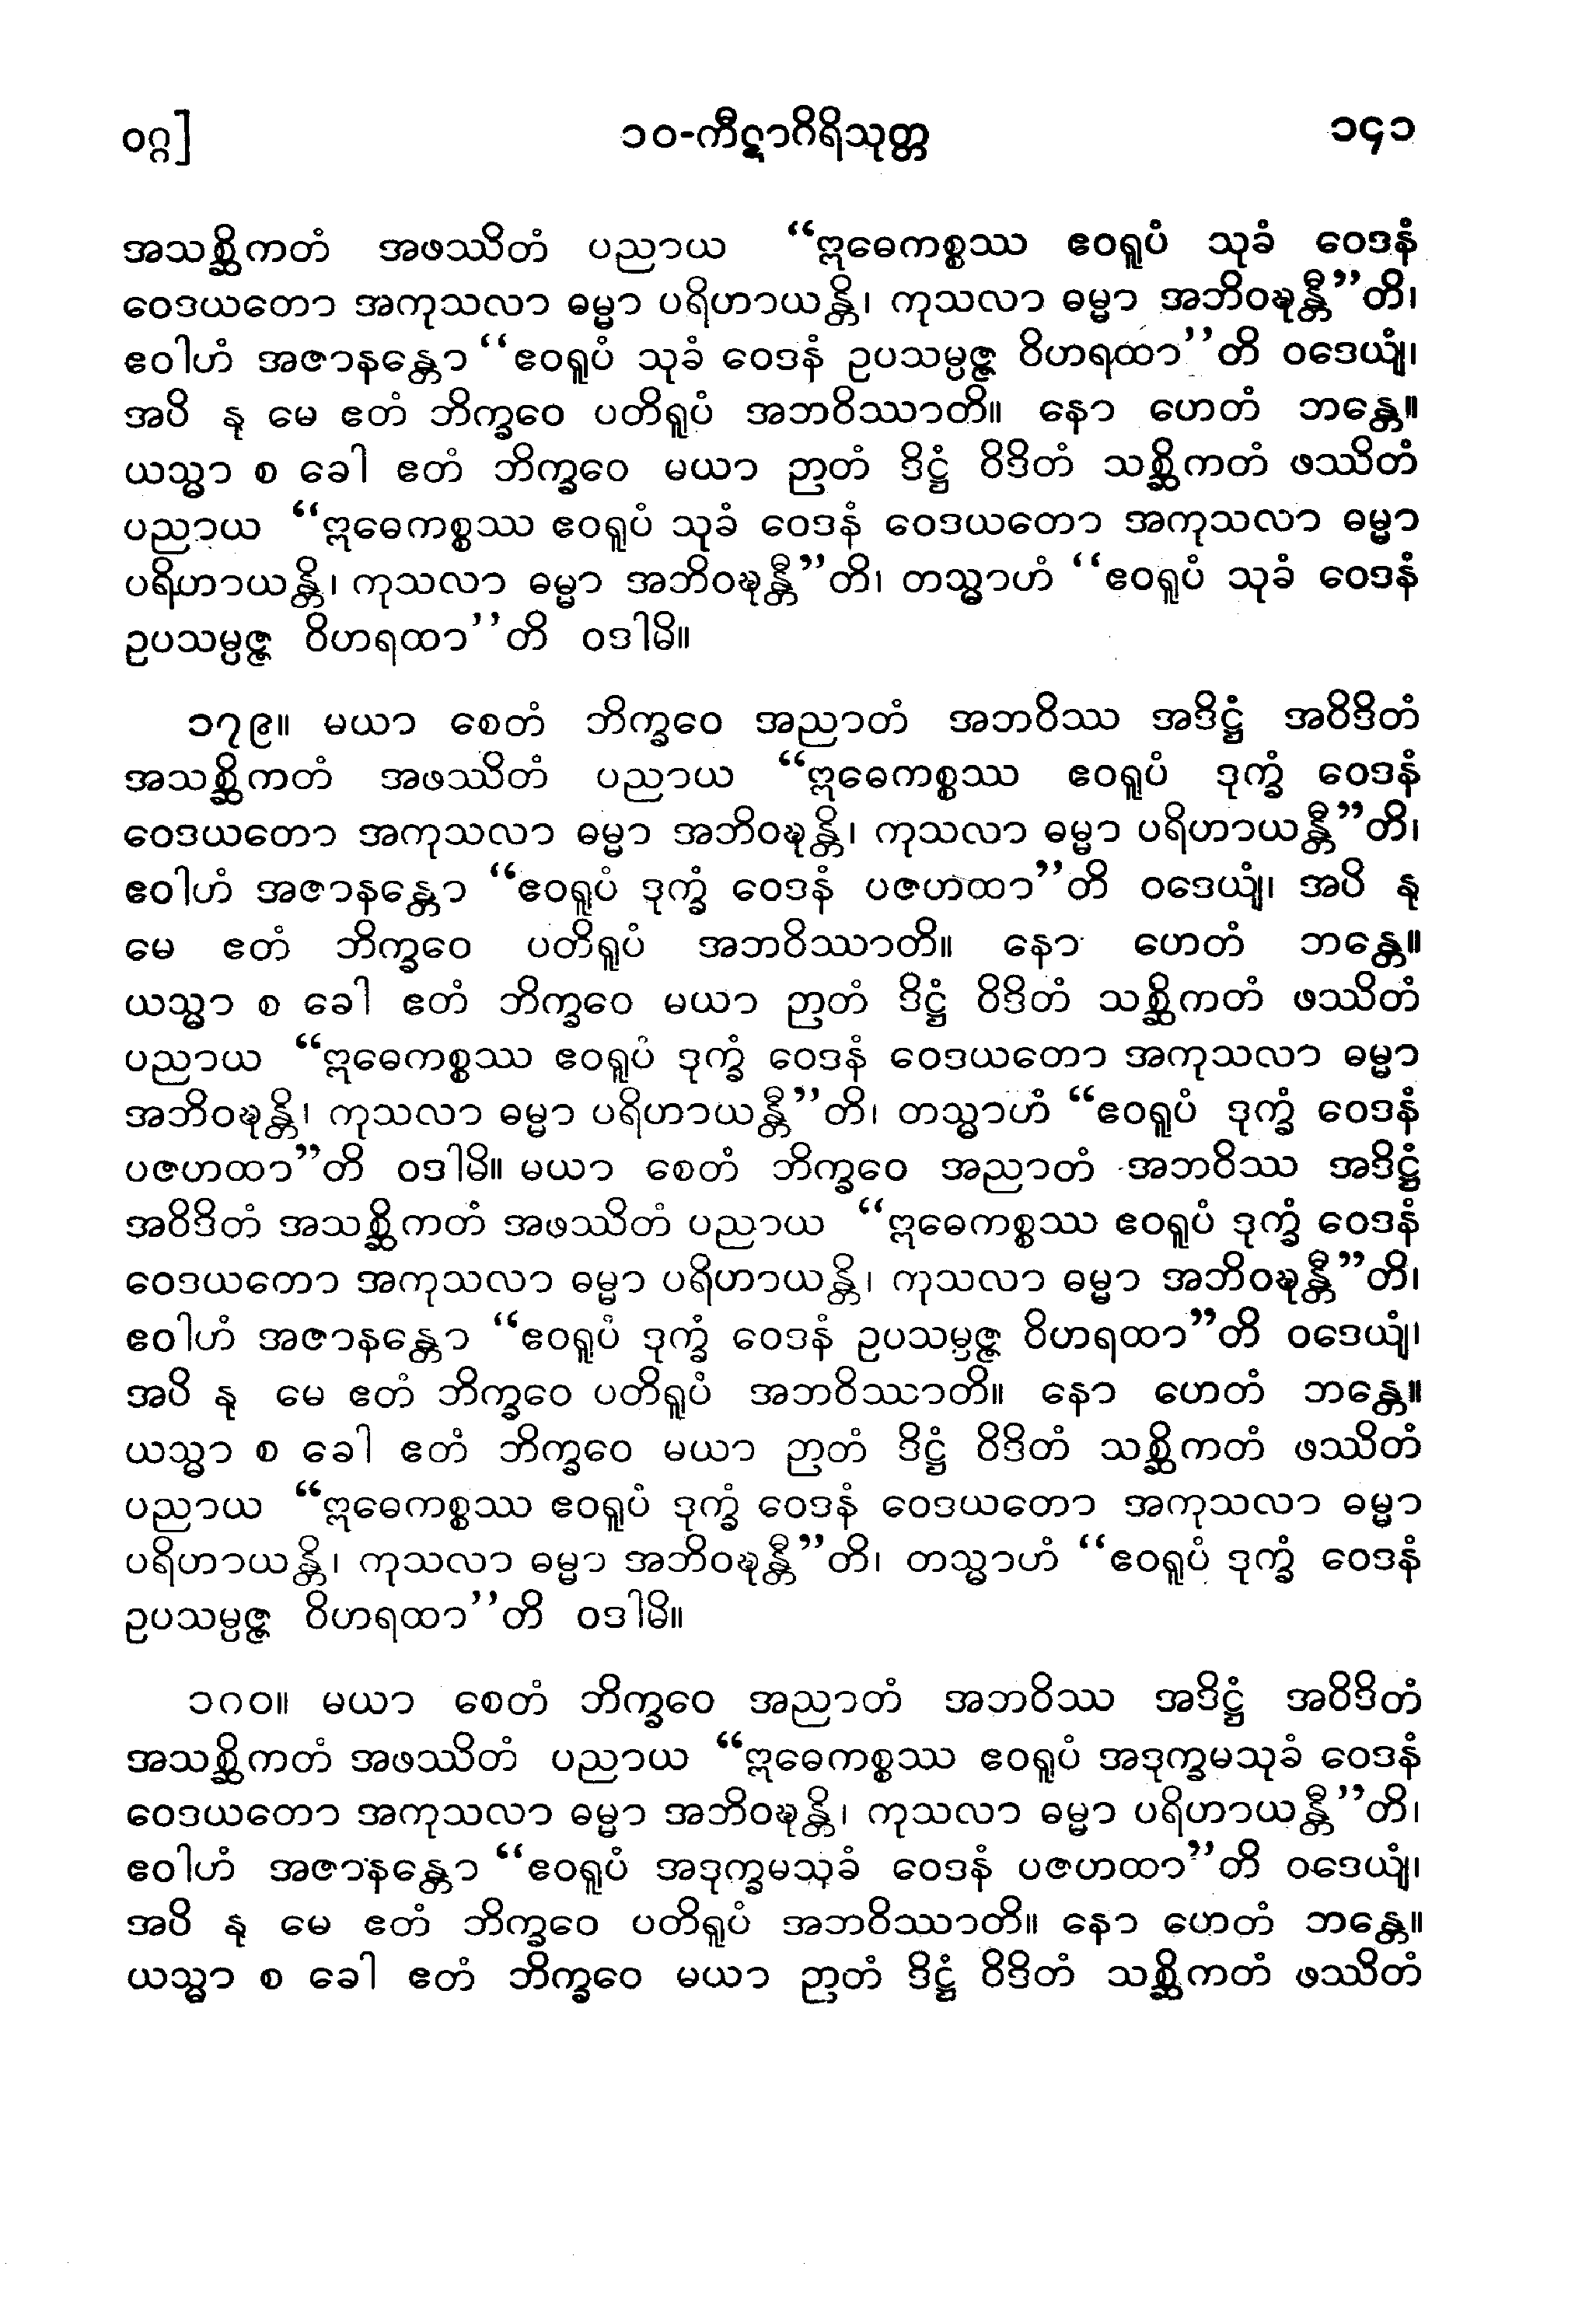 ဝဂ္ဂ]
၁၀-ကီဋာဂိရိသုတ္တ
၁၄၁
အသစ္ဆိကတံ အဖဿိတံ ပညာယ “ဣဓေကစ္စဿ ဧဝရူပံ သုခံ ဝေဒနံ
ဝေဒယတော အကုသလာ ဓမ္မာ ပရိဟာယန္တိ၊ ကုသလာ ဓမ္မာ အဘိဝဍ္ဎန္တီ”တိ၊
ဧဝါဟံ အဇာနန္တော “ဧဝရူပံ သုခံ ဝေဒနံ ဥပသမ္ပဇ္ဇ ဝိဟရထာ”တိ ဝဒေယျံ၊
အပိ နု မေ ဧတံ ဘိက္ခဝေ ပတိရူပံ အဘဝိဿာတိ။ နော ဟေတံ ဘန္တေ။
ယသ္မာ စ ခေါ ဧတံ ဘိက္ခဝေ မယာ ဉာတံ ဒိဋ္ဌံ ဝိဒိတံ သစ္ဆိကတံ ဖဿိတံ
ပညာယ “ဣဓေကစ္စဿ ဧဝရူပံ သုခံ ဝေဒနံ ဝေဒယတော အကုသလာ ဓမ္မာ
ပရိဟာယန္တိ၊ ကုသလာ ဓမ္မာ အဘိဝဍ္ဎန္တီ”တိ၊ တသ္မာဟံ “ဧဝရူပံ သုခံ ဝေဒနံ
ဥပသမ္ပဇ္ဇ ဝိဟရထာ”တိ ဝဒါမိ။
၁၇၉။ မယာ စေတံ ဘိက္ခဝေ အညာတံ အဘဝိဿ အဒိဋ္ဌံ အဝိဒိတံ
အသစ္ဆိကတံ အဖဿိတံ ပညာယ “ဣဓေကစ္စဿ ဧဝရူပံ ဒုက္ခံ ဝေဒနံ
ဝေဒယတော အကုသလာ ဓမ္မာ အဘိဝဍ္ဎန္တိ၊ ကုသလာ ဓမ္မာ ပရိဟာယန္တီ”တိ၊
ဧဝါဟံ အဇာနန္တော “ဧဝရူပံ ဒုက္ခံ ဝေဒနံ ပဇဟထာ”တိ ဝဒေယျံ၊ အပိ နု
မေ ဧတံ ဘိက္ခဝေ ပတိရူပံ အဘဝိဿာတိ။ နော ဟေတံ ဘန္တေ။
ယသ္မာ စ ခေါ ဧတံ ဘိက္ခဝေ မယာ ဉာတံ ဒိဋ္ဌံ ဝိဒိတံ သစ္ဆိကတံ ဖဿိတံ
ပညာယ “ဣဓေကစ္စဿ ဧဝရူပံ ဒုက္ခံ ဝေဒနံ ဝေဒယတော အကုသလာ ဓမ္မာ
အဘိဝဍ္ဎန္တိ၊ ကုသလာ ဓမ္မာ ပရိဟာယန္တီ”တိ၊ တသ္မာဟံ “ဧဝရူပံ ဒုက္ခံ ဝေဒနံ
ပဇဟထာ”တိ ဝဒါမိ။ မယာ စေတံ ဘိက္ခဝေ အညာတံ အဘဝိဿ အဒိဋ္ဌံ
အဝိဒိတံ အသစ္ဆိကတံ အဖဿိတံ ပညာယ “ဣဓေကစ္စဿ ဧဝရူပံ ဒုက္ခံ ဝေဒနံ
ဝေဒယတော အကုသလာ ဓမ္မာ ပရိဟာယန္တိ၊ ကုသလာ ဓမ္မာ အဘိဝဍ္ဎန္တီ”တိ၊
ဧဝါဟံ အဇာနန္တော “ဧဝရူပံ ဒုက္ခံ ဝေဒနံ ဥပသမ္ပဇ္ဇ ဝိဟရထာ”တိ ဝဒေယျံ၊
အပိ နု မေ ဧတံ ဘိက္ခဝေ ပတိရူပံ အဘဝိဿာတိ။ နော ဟေတံ ဘန္တေ။
ယသ္မာ စ ခေါ ဧတံ ဘိက္ခဝေ မယာ ဉာတံ ဒိဋ္ဌံ ဝိဒိတံ သစ္ဆိကတံ ဖဿိတံ
ပညာယ “ဣဓေကစ္စဿ ဧဝရူပံ ဒုက္ခံ ဝေဒနံ ဝေဒယတော အကုသလာ ဓမ္မာ
ပရိဟာယန္တိ၊ ကုသလာ ဓမ္မာ အဘိဝဍ္ဎန္တီ”တိ၊ တသ္မာဟံ “ဧဝရူပံ ဒုက္ခံ ဝေဒနံ
ဥပသမ္ပဇ္ဇ ဝိဟရထာ”တိ ဝဒါမိ။
၁၈၀။ မယာ စေတံ ဘိက္ခဝေ အညာတံ အဘဝိဿ အဒိဋ္ဌံ အဝိဒိတံ
အသစ္ဆိကတံ အဖဿိတံ ပညာယ “ဣဓေကစ္စဿ ဧဝရူပံ အဒုက္ခမသုခံ ဝေဒနံ
ဝေဒယတော အကုသလာ ဓမ္မာ အဘိဝဍ္ဎန္တိ၊ ကုသလာ ဓမ္မာ ပရိဟာယန္တီ”တိ၊
ဧဝါဟံ အဇာနန္တော “ဧဝရူပံ အဒုက္ခမသုခံ ဝေဒနံ ပဇဟထာ”တိ ဝဒေယျံ၊
အပိ နု မေ ဧတံ ဘိက္ခဝေ ပတိရူပံ အဘဝိဿာတိ။ နော ဟေတံ ဘန္တေ။
ယသ္မာ စ ခေါ ဧတံ ဘိက္ခဝေ မယာ ဉာတံ ဒိဋ္ဌံ ဝိဒိတံ သစ္ဆိကတံ ဖဿိတံ